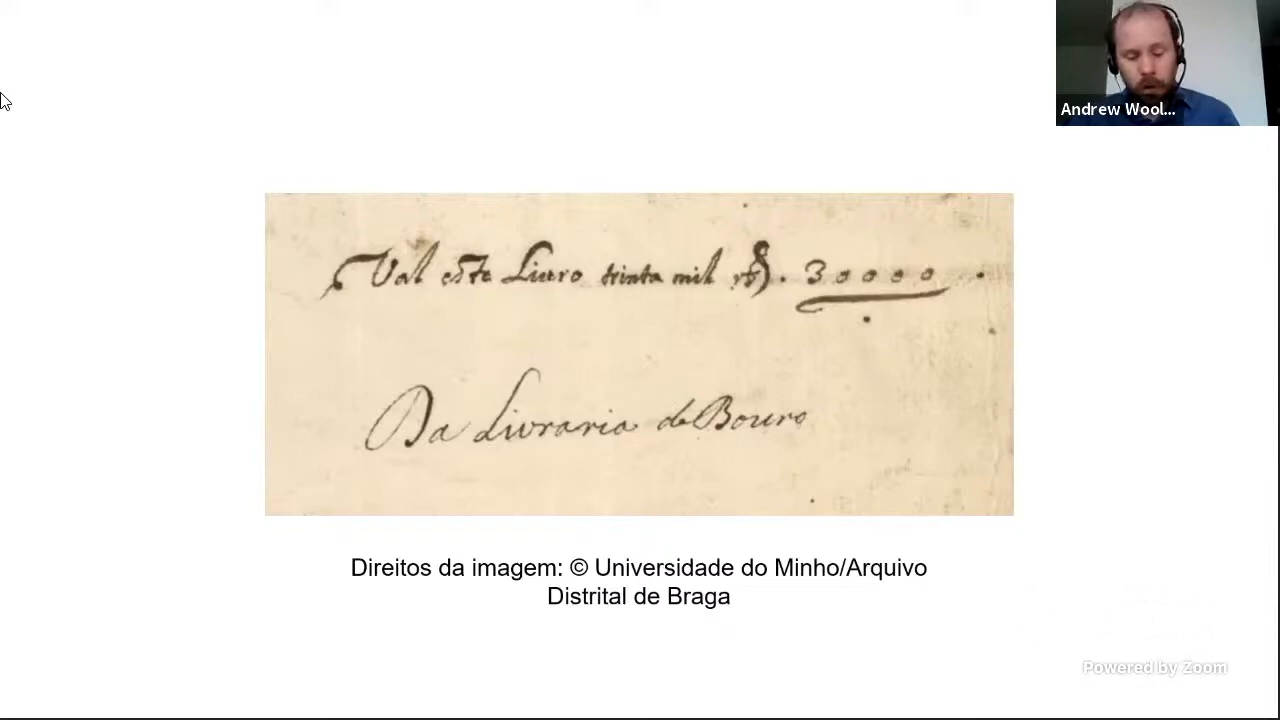 Andrew Wool...
Val este Liuro trinta mil rs. 30000.
Da Livraria de Bouro
Direitos da imagem: © Universidade do Minho/Arquivo
Distrital de Braga
Powered by Zoom